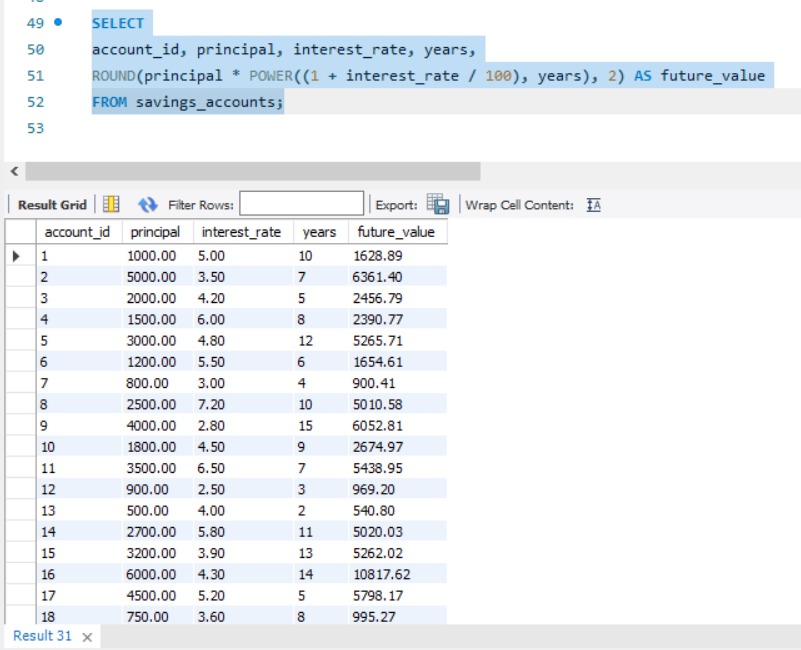 49 SELECT
50 account_id, principal, interest_rate, years,
51 ROUND(principal * POWER((1 + interest_rate / 100), years), 2) AS future_value
52 FROM savings_accounts;
53
Result Grid Filter Rows: Export: Wrap Cell Content:
account_id principal interest_rate years future_value
1 1000.00 5.00 10 1628.89
2 5000.00 3.50 7 6361.40
3 2000.00 4.20 5 2456.79
4 1500.00 6.00 8 2390.77
5 3000.00 4.80 12 5265.71
6 1200.00 5.50 6 1654.61
7 800.00 3.00 4 900.41
8 2500.00 7.20 10 5010.58
9 4000.00 2.80 15 6052.81
10 1800.00 4.50 9 2674.97
11 3500.00 6.50 7 5438.95
12 900.00 2.50 3 969.20
13 500.00 4.00 2 540.80
14 2700.00 5.80 11 5020.03
15 3200.00 3.90 13 5262.02
16 6000.00 4.30 14 10817.62
17 4500.00 5.20 5 5798.17
18 750.00 3.60 8 995.27
Result 31